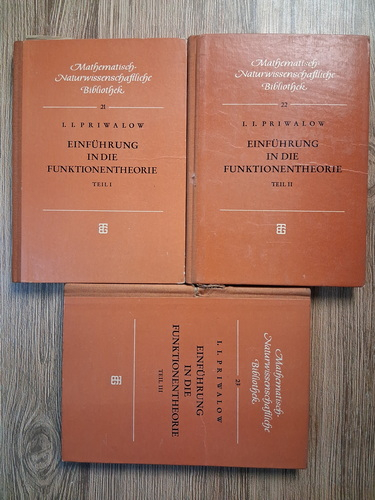 Mathematisch-
Naturwissenschaftliche
Bibliothek
21
I. I. PRIWALOW
EINFÜHRUNG
IN DIE
FUNKTIONENTHEORIE
TEIL I
Mathematisch-
Naturwissenschaftliche
Bibliothek
22
I. I. PRIWALOW
EINFÜHRUNG
IN DIE
FUNKTIONENTHEORIE
TEIL II
Mathematisch-
Naturwissenschaftliche
Bibliothek
23
I. I. PRIWALOW
EINFÜHRUNG
IN DIE
FUNKTIONENTHEORIE
TEIL III